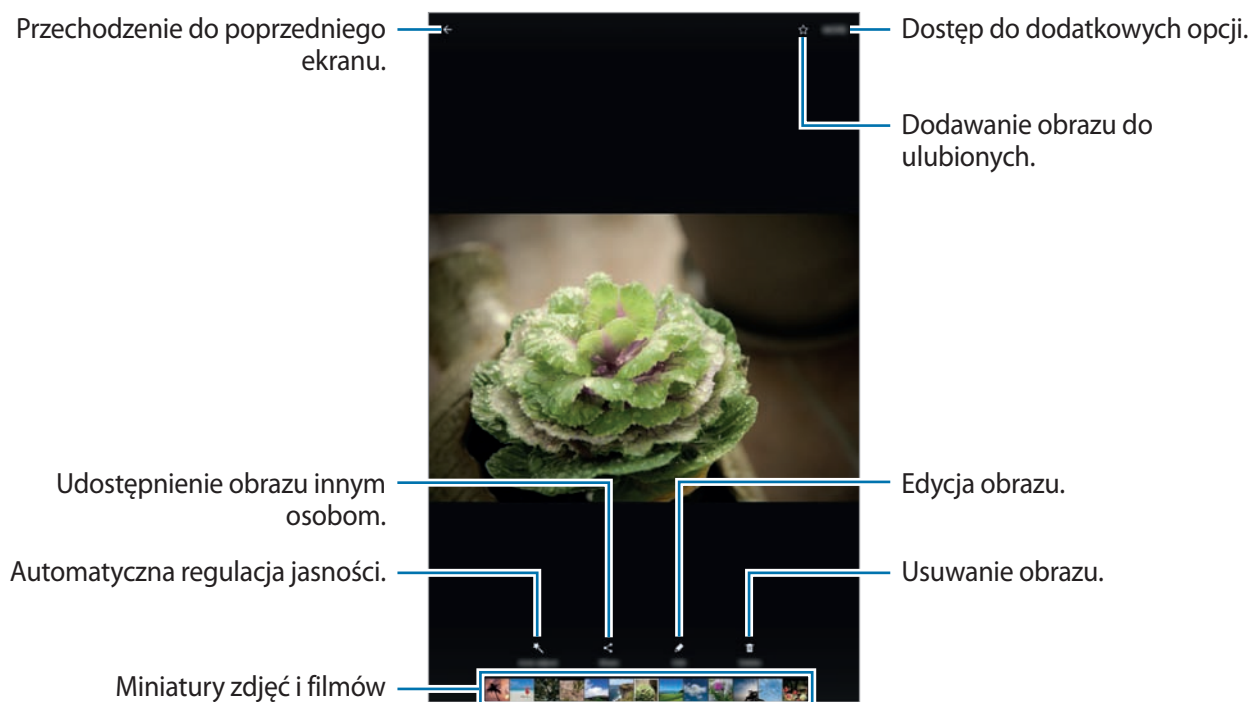 Przechodzenie do poprzedniego
ekranu.
Dostęp do dodatkowych opcji.
Dodawanie obrazu do
ulubionych.
Udostępnienie obrazu innym
osobom.
Edycja obrazu.
Automatyczna regulacja jasności.
Usuwanie obrazu.
Miniatury zdjęć i filmów